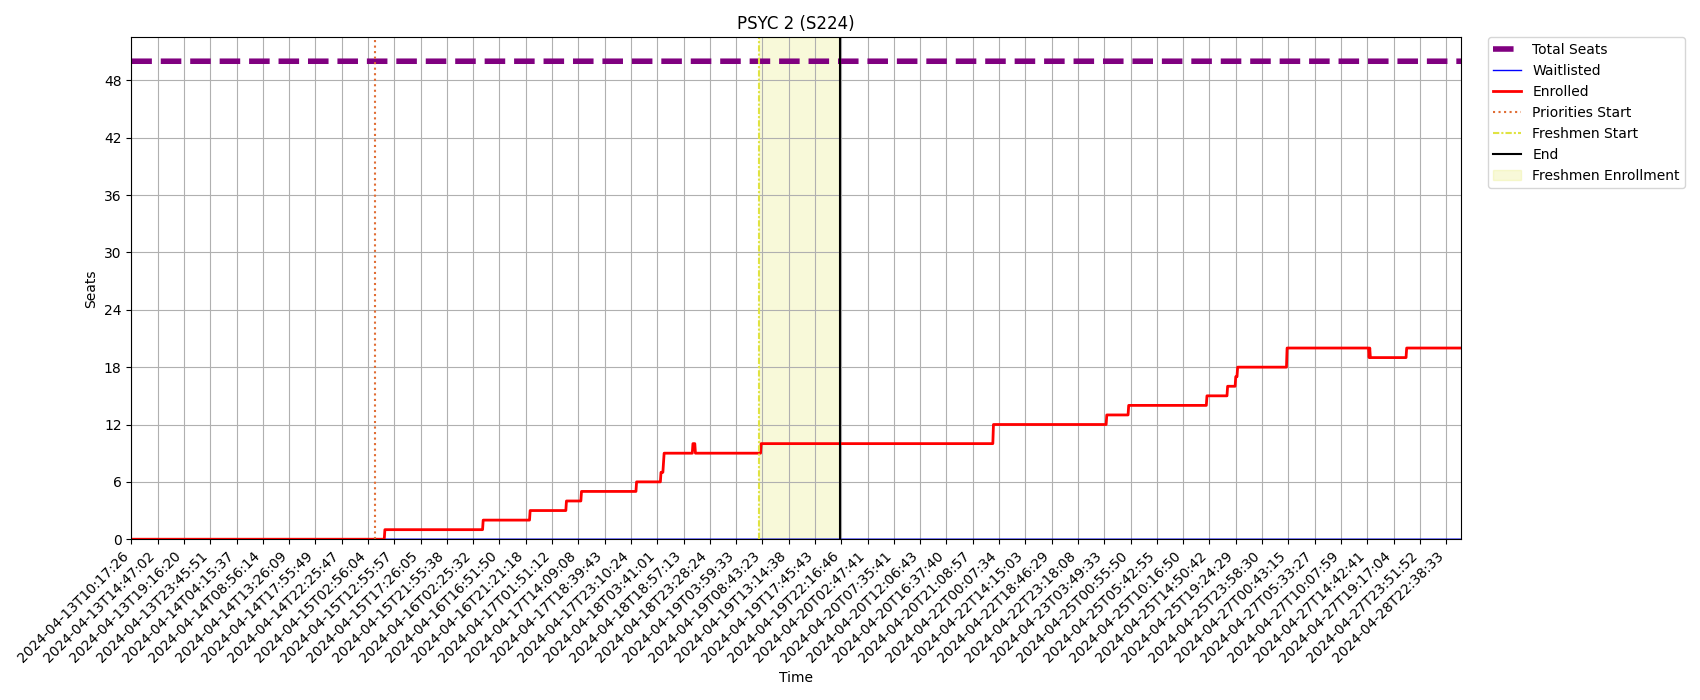 PSYC 2 (S224)
Total Seats
Waitlisted
Enrolled
Priorities Start
Freshmen Start
End
Freshmen Enrollment
Seats
48
42
36
30
24
18
12
6
0
2024-04-13T10:17:26
2024-04-13T14:47:02
2024-04-13T19:16:20
2024-04-13T23:45:51
2024-04-14T04:15:37
2024-04-14T08:56:14
2024-04-14T13:26:09
2024-04-14T17:55:49
2024-04-14T22:25:47
2024-04-15T02:56:04
2024-04-15T12:55:57
2024-04-15T17:26:05
2024-04-15T21:55:38
2024-04-16T02:25:32
2024-04-16T16:51:50
2024-04-16T21:21:18
2024-04-17T01:51:12
2024-04-17T14:09:08
2024-04-17T18:39:43
2024-04-17T23:10:24
2024-04-18T03:41:01
2024-04-18T18:57:13
2024-04-18T23:28:24
2024-04-19T03:59:33
2024-04-19T08:43:23
2024-04-19T13:14:38
2024-04-19T17:45:43
2024-04-19T22:16:46
2024-04-20T02:47:41
2024-04-20T07:35:41
2024-04-20T12:06:43
2024-04-20T16:37:40
2024-04-20T21:08:57
2024-04-22T00:07:34
2024-04-22T14:15:03
2024-04-22T18:46:29
2024-04-22T23:18:08
2024-04-23T03:49:33
2024-04-25T00:55:50
2024-04-25T05:42:55
2024-04-25T10:16:50
2024-04-25T14:50:42
2024-04-25T19:24:29
2024-04-25T23:58:30
2024-04-27T00:43:15
2024-04-27T05:33:27
2024-04-27T10:07:59
2024-04-27T14:42:41
2024-04-27T19:17:04
2024-04-27T23:51:52
2024-04-28T22:38:33
Time